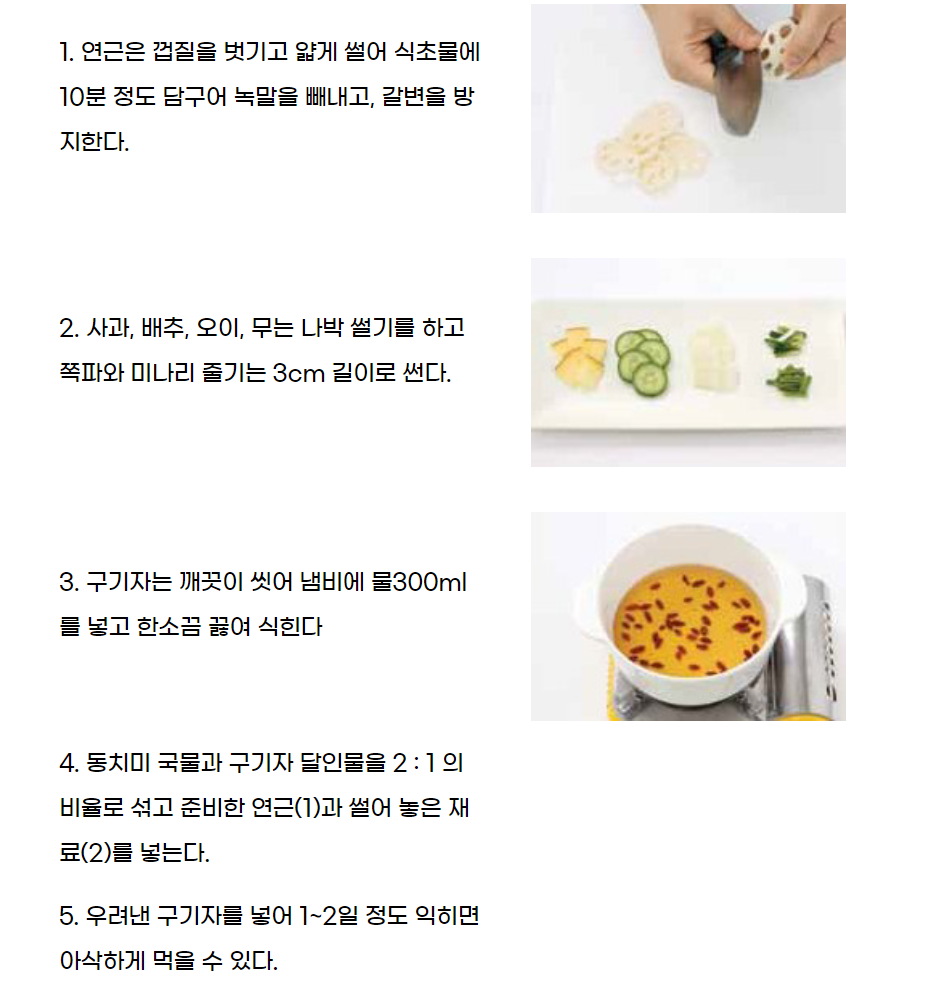 1. 연근은 껍질을 벗기고 얇게 썰어 식초물에
10분 정도 담구어 녹말을 빼내고, 갈변을 방
지한다.
2. 사과, 배추, 오이, 무는 나박 썰기를 하고
쪽파와 미나리 줄기는 3cm 길이로 썬다.
3. 구기자는 깨끗이 씻어 냄비에 물300ml
를 넣고 한소끔 끓여 식힌다
4. 동치미 국물과 구기자 달인물을 2 : 1 의
비율로 섞고 준비한 연근(1)과 썰어 놓은 재
료(2)를 넣는다.
5. 우려낸 구기자를 넣어 1~2일 정도 익히면
아삭하게 먹을 수 있다.